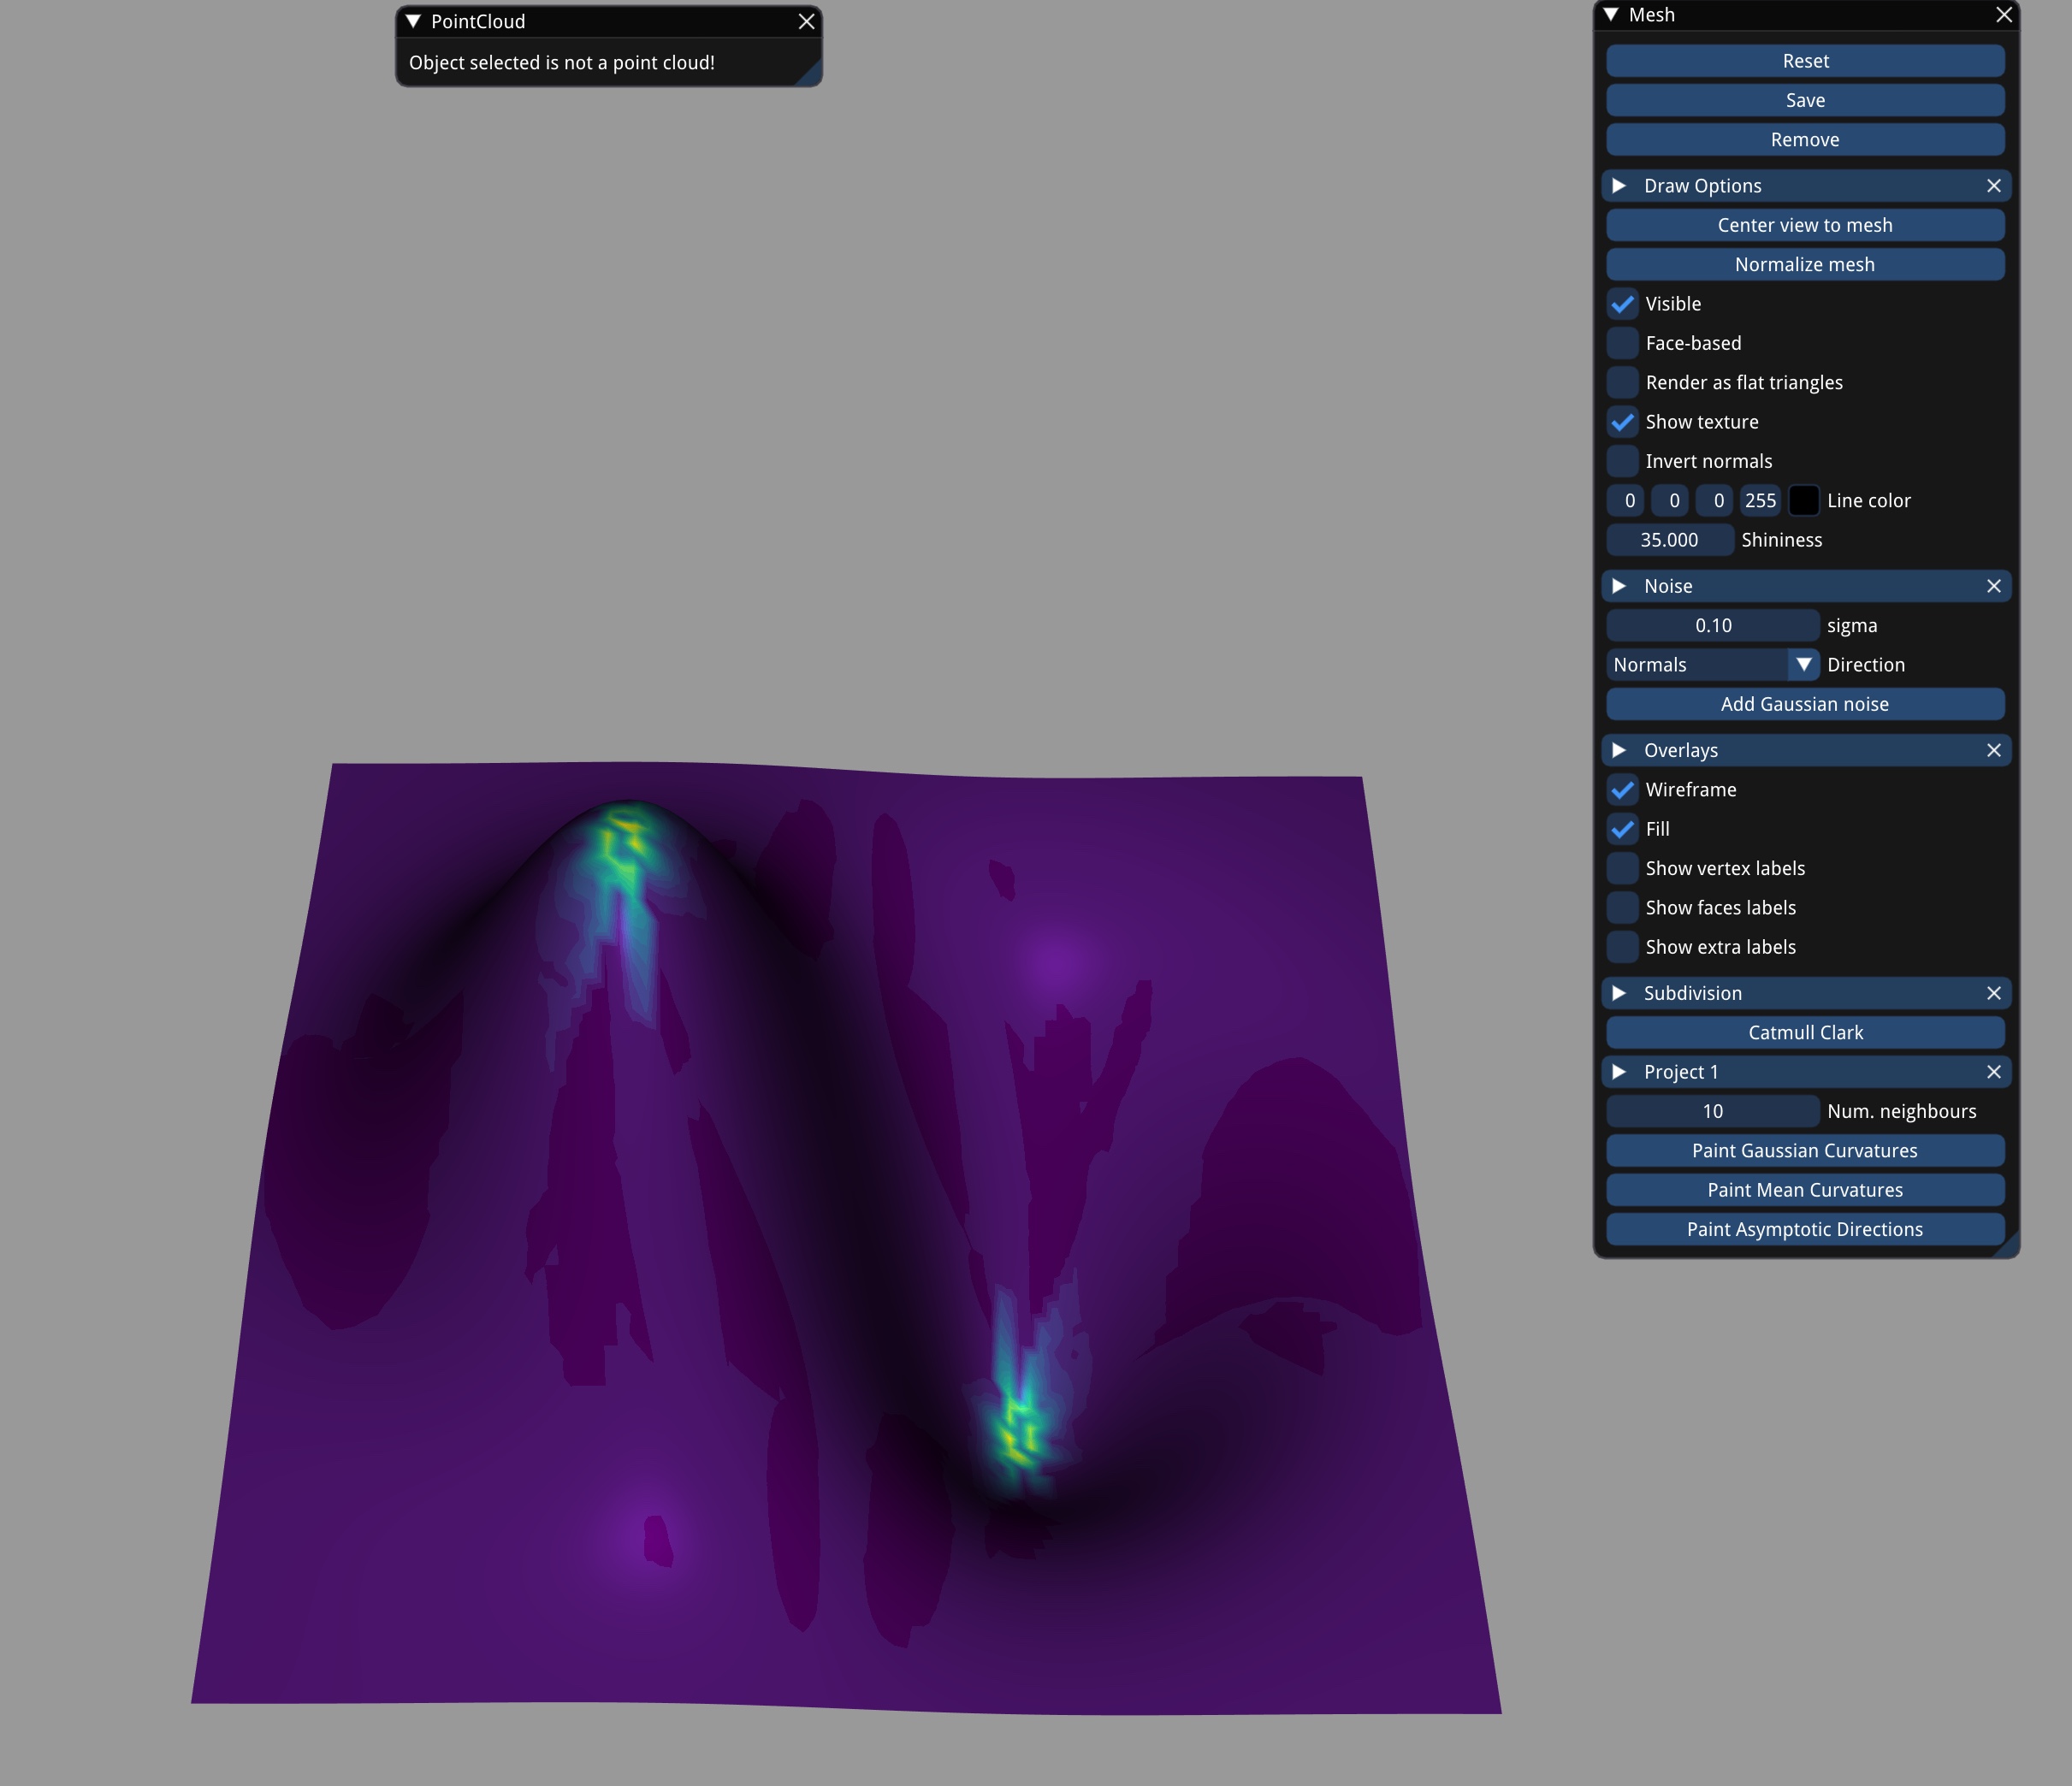 PointCloud
Object selected is not a point cloud!
Mesh
Reset
Save
Remove
Draw Options
Center view to mesh
Normalize mesh
Visible
Face-based
Render as flat triangles
Show texture
Invert normals
0 0 0 255 Line color
35.000 Shininess
Noise
0.10 sigma
Normals Direction
Add Gaussian noise
Overlays
Wireframe
Fill
Show vertex labels
Show faces labels
Show extra labels
Subdivision
Catmull Clark
Project 1
10 Num. neighbours
Paint Gaussian Curvatures
Paint Mean Curvatures
Paint Asymptotic Directions